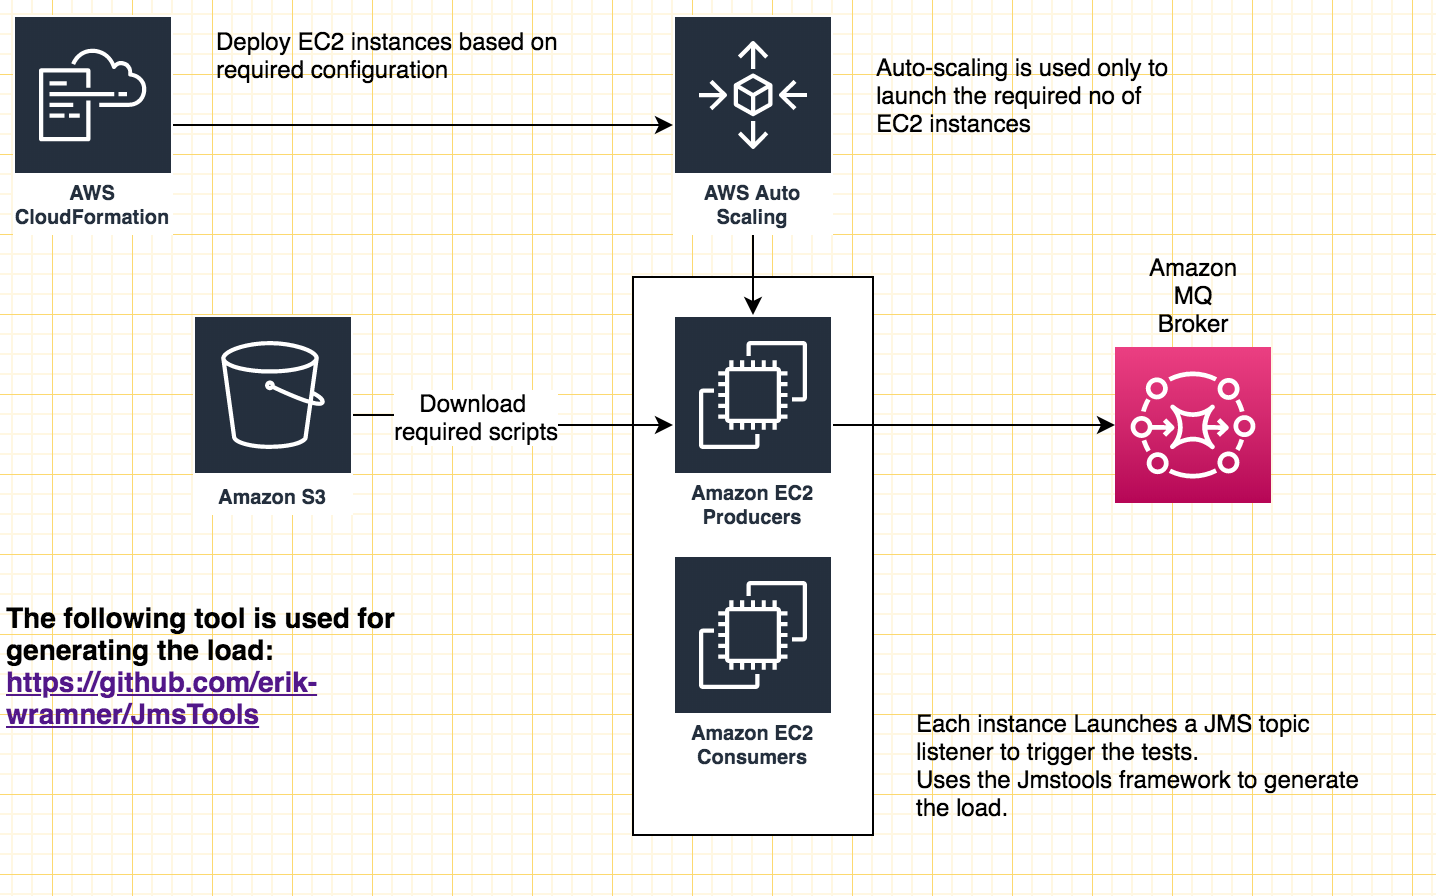 Deploy EC2 instances based on
required configuration
Auto-scaling is used only to
launch the required no of
EC2 instances
AWS
CloudFormation
AWS Auto
Scaling
Amazon
MQ
Broker
Download
required scripts
Amazon S3
Amazon EC2
Producers
The following tool is used for
generating the load:
https://github.com/erik-
wramner/JmsTools
Amazon EC2
Consumers
Each instance Launches a JMS topic
listener to trigger the tests.
Uses the Jmstools framework to generate
the load.